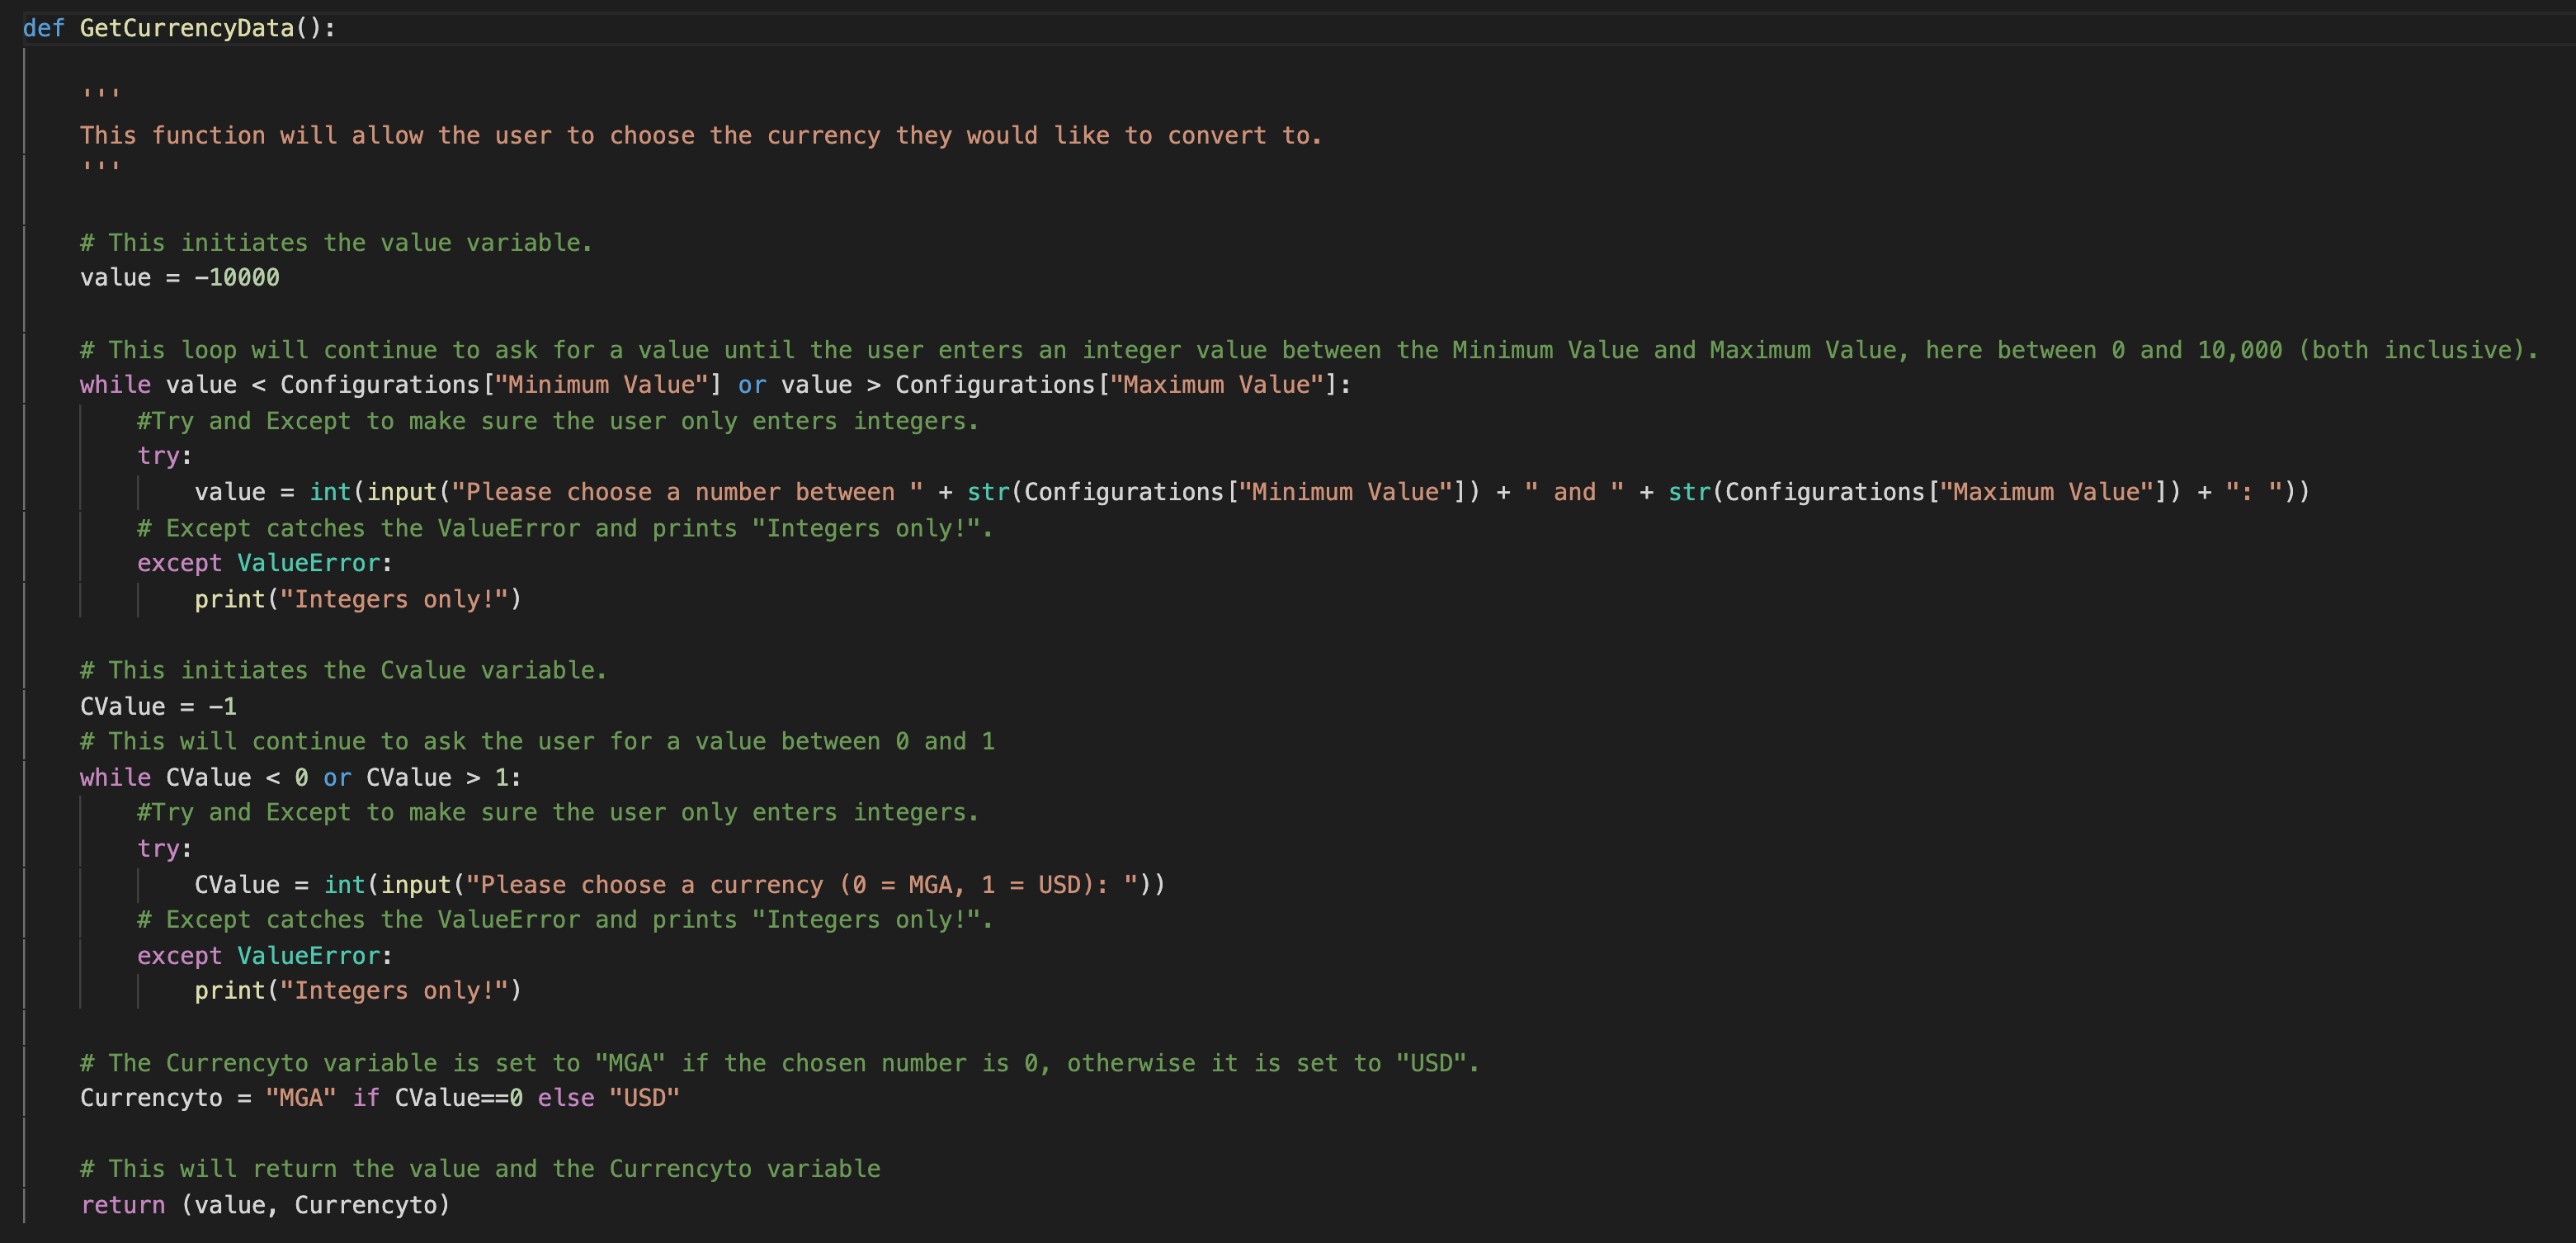 def GetCurrencyData():
'''
This function will allow the user to choose the currency they would like to convert to.
'''
# This initiates the value variable.
value = -10000
# This loop will continue to ask for a value until the user enters an integer value between the Minimum Value and Maximum Value, here between 0 and 10,000 (both inclusive).
while value < Configurations["Minimum Value"] or value > Configurations["Maximum Value"]:
#Try and Except to make sure the user only enters integers.
try:
value = int(input("Please choose a number between " + str(Configurations["Minimum Value"]) + " and " + str(Configurations["Maximum Value"]) + ": "))
# Except catches the ValueError and prints "Integers only!".
except ValueError:
print("Integers only!")
# This initiates the Cvalue variable.
CValue = -1
# This will continue to ask the user for a value between 0 and 1
while CValue < 0 or CValue > 1:
#Try and Except to make sure the user only enters integers.
try:
CValue = int(input("Please choose a currency (0 = MGA, 1 = USD): "))
# Except catches the ValueError and prints "Integers only!".
except ValueError:
print("Integers only!")
# The Currencyto variable is set to "MGA" if the chosen number is 0, otherwise it is set to "USD".
Currencyto = "MGA" if CValue==0 else "USD"
# This will return the value and the Currencyto variable
return (value, Currencyto)